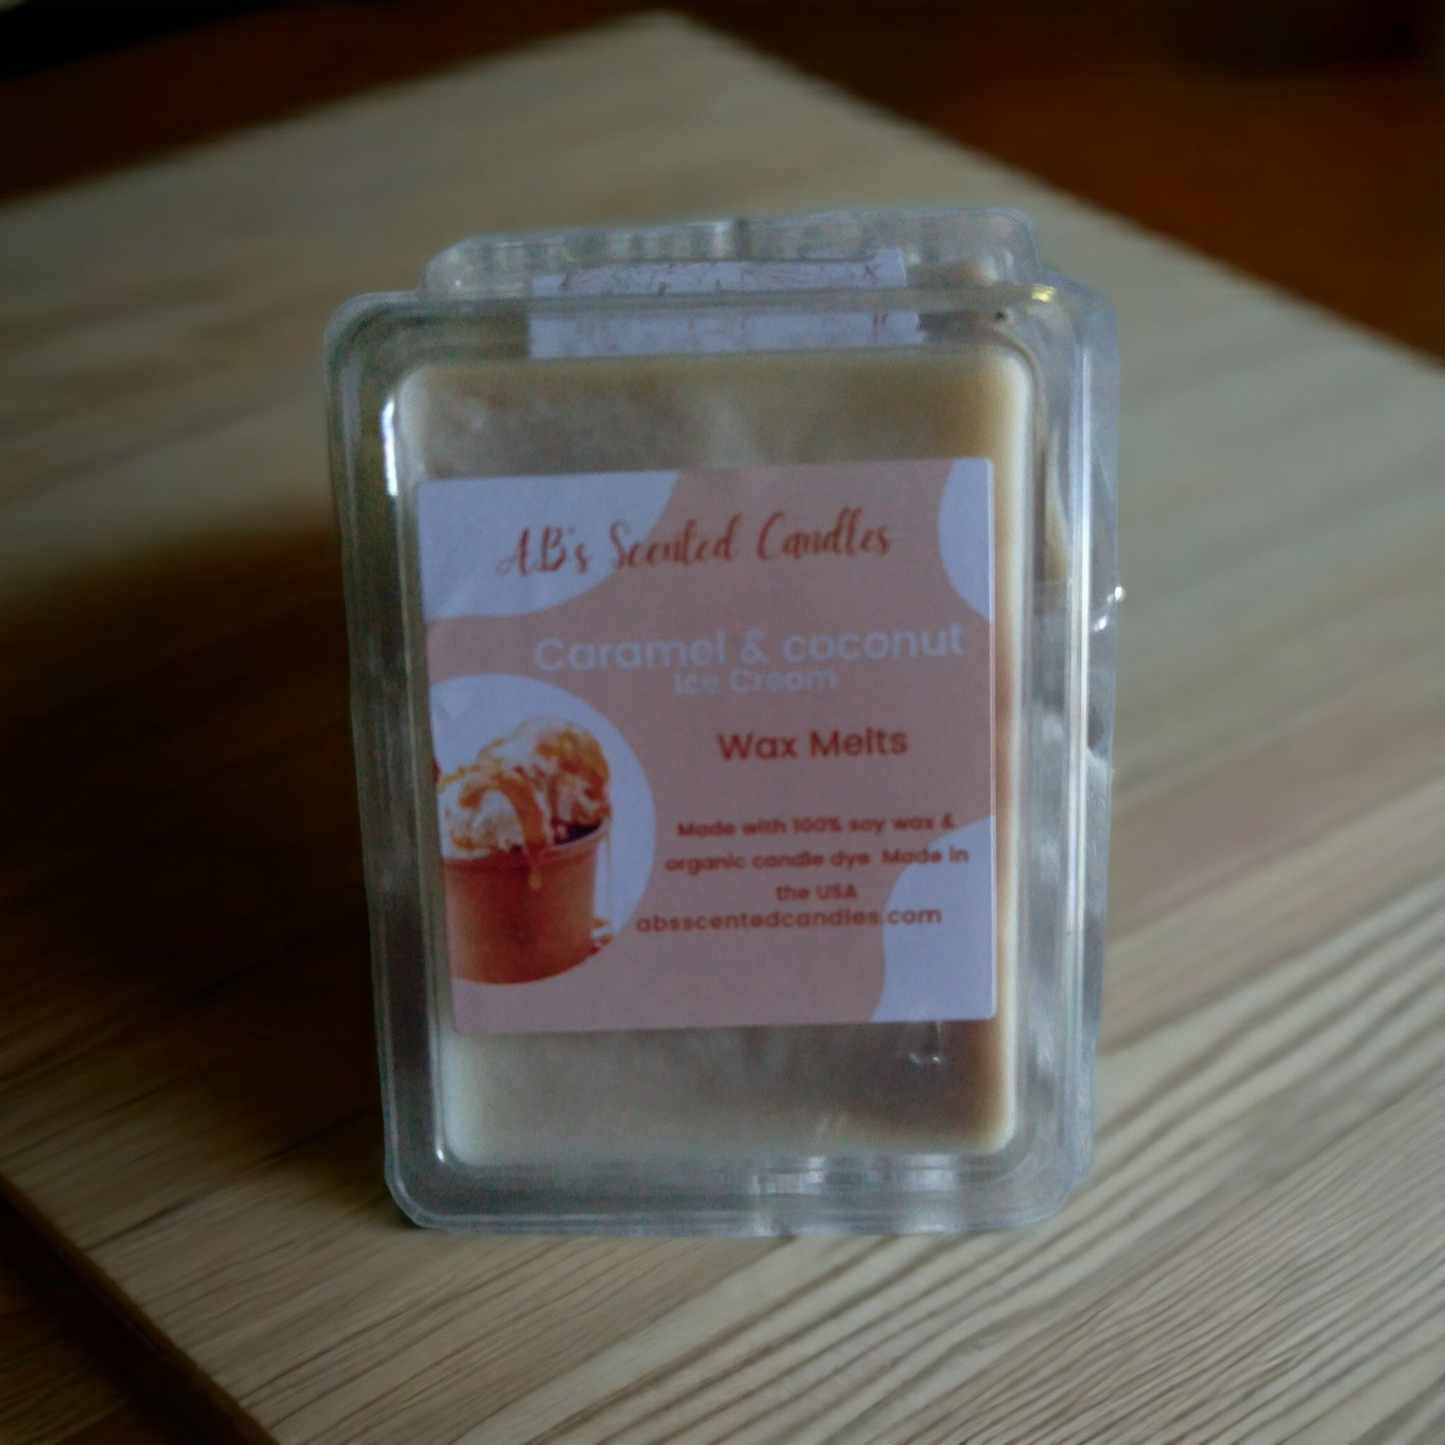 AB's Scented Candles
Caramel & coconut
Ice Cream
Wax Melts
Made with 100% soy wax &
organic candle dye Made in
the USA
absscentedcandles.com